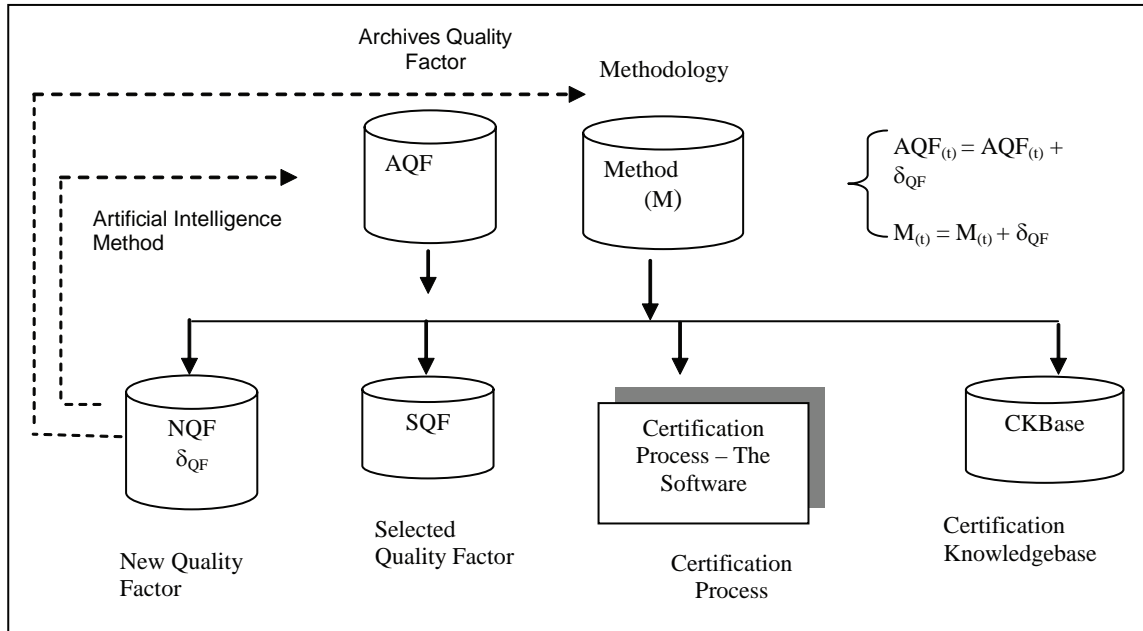 Archives Quality
Factor
Methodology
AQF
Method
(M)
AQF(t) = AQF(t) +
δQF
M(t) = M(t) + δQF
Artificial Intelligence
Method
NQF
δQF
SQF
Certification
Process – The
Software
CKBase
New Quality
Factor
Selected
Quality Factor
Certification
Process
Certification
Knowledgebase